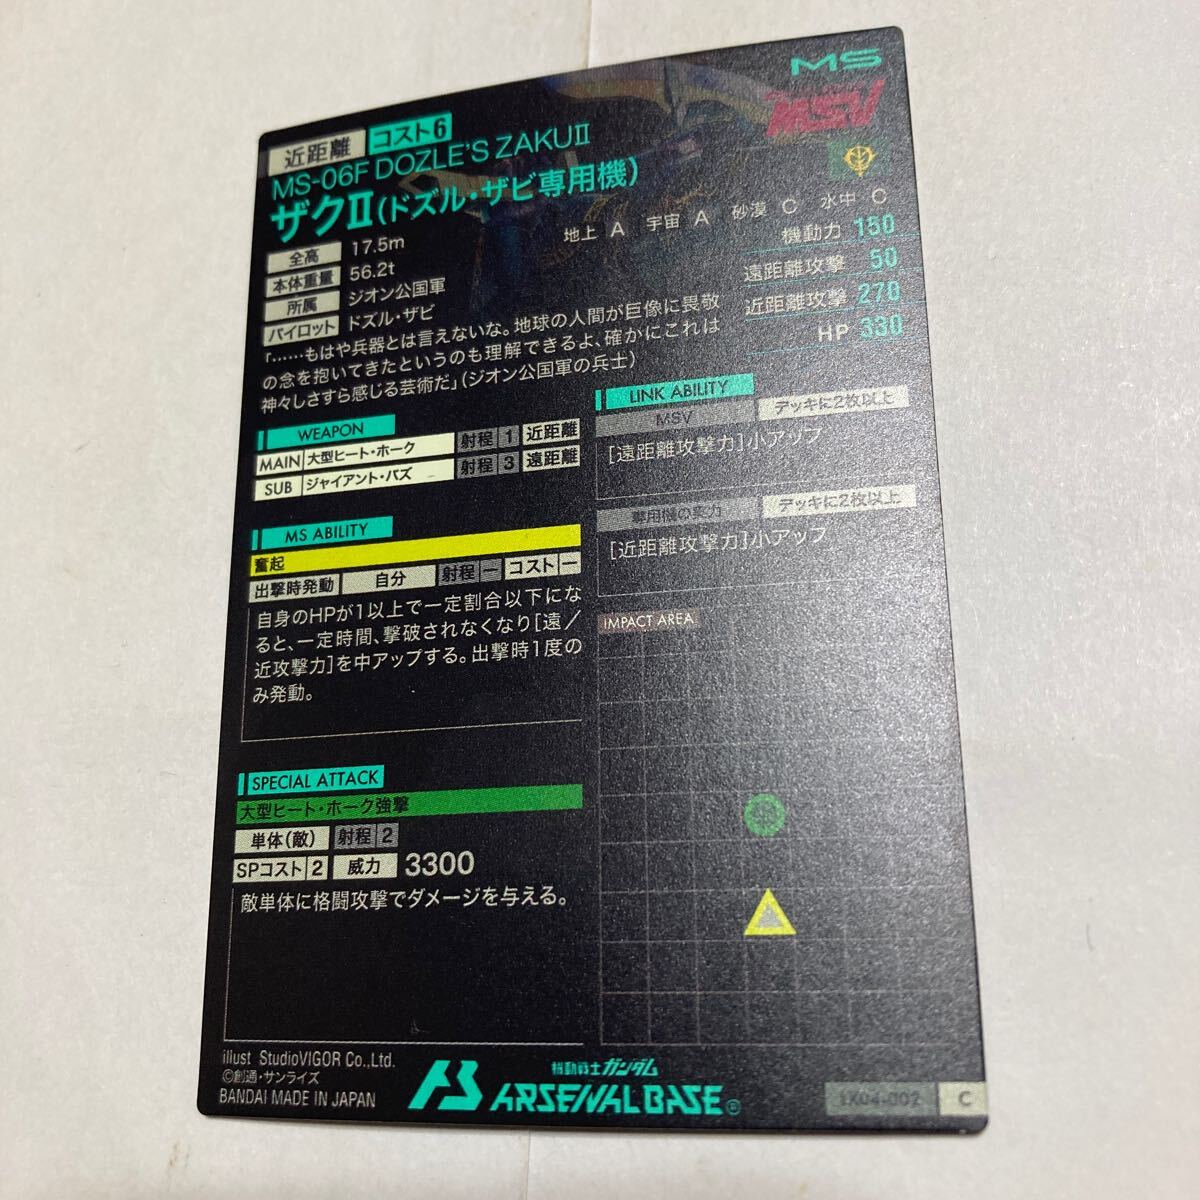 MS
MSV
近距離 コスト6
MS-06F DOZLE'S ZAKUⅡ
ザクⅡ(ドズル・ザビ専用機)
地上 A 宇宙 A 砂漠 C 水中 C
全高 17.5m
本体重量 56.2t
所属 ジオン公国軍
パイロット ドズル・ザビ
機動力 150
遠距離攻撃 50
近距離攻撃 270
HP 330
「……もはや兵器とは言えないな。地球の人間が巨像に畏敬
の念を抱いてきたというのも理解できるよ、確かにこれは
神々しさすら感じる芸術だ」(ジオン公国軍の兵士)
WEAPON
MAIN 大型ヒート・ホーク 射程 1 近距離
SUB ジャイアント・バズ 射程 3 遠距離
MS ABILITY
奮起
出撃時発動 自分 射程 ー コスト ー
自身のHPが1以上で一定割合以下にな
ると、一定時間、撃破されなくなり[遠／
近攻撃力]を中アップする。出撃時1度の
み発動。
SPECIAL ATTACK
大型ヒート・ホーク強撃
単体(敵) 射程 2
SPコスト 2 威力 3300
敵単体に格闘攻撃でダメージを与える。
LINK ABILITY
MSV デッキに2枚以上
[遠距離攻撃力]小アップ
専用機の実力 デッキに2枚以上
[近距離攻撃力]小アップ
IMPACT AREA
illust StudioVIGOR Co.,Ltd.
©創通・サンライズ
BANDAI MADE IN JAPAN
機動戦士ガンダム
AB ARSENAL BASE
LX04-002 C